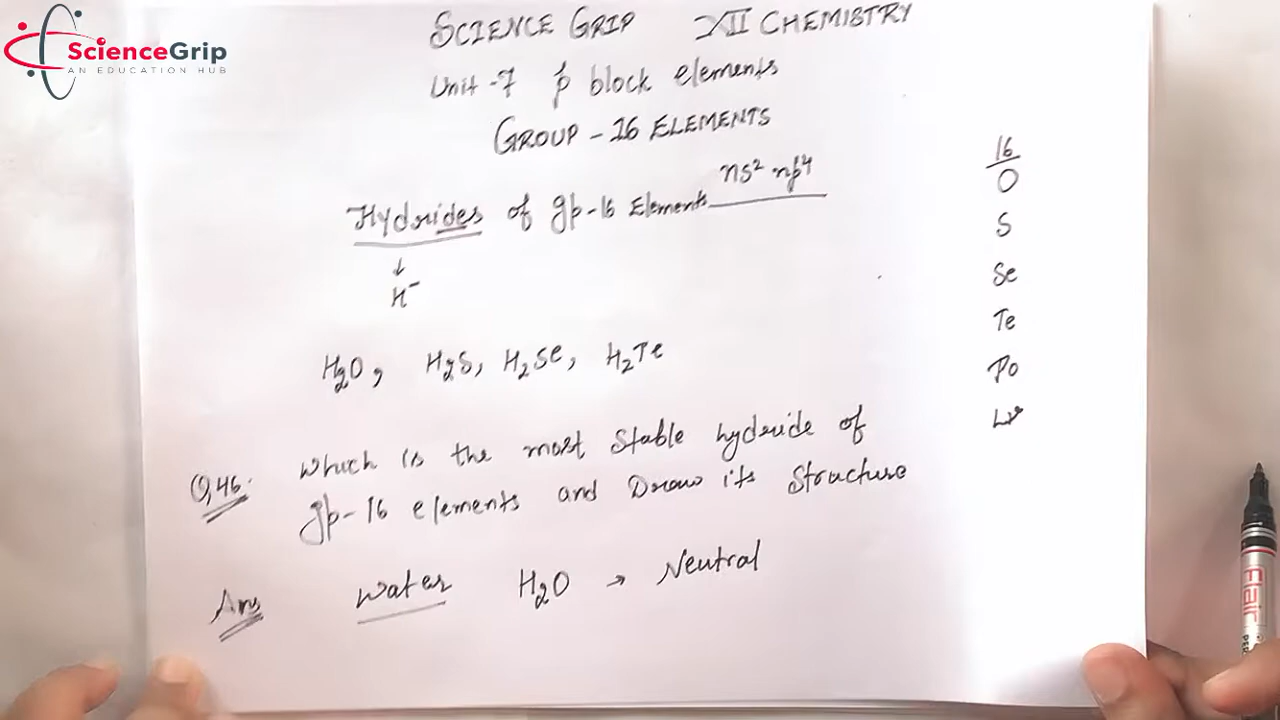 ScienceGrip
AN EDUCATION HUB
SCIENCE GRIP XII CHEMISTRY
Unit-7 p block elements
GROUP-16 ELEMENTS
Hydrides of gp-16 Elements ns² np⁴
↓
H⁻
H₂O, H₂S, H₂Se, H₂Te
Q.46. Which is the most Stable hydride of
gp-16 elements and Draw its Structure
Ans Water H₂O → Neutral
16
O
S
Se
Te
Po
Lv
Flair